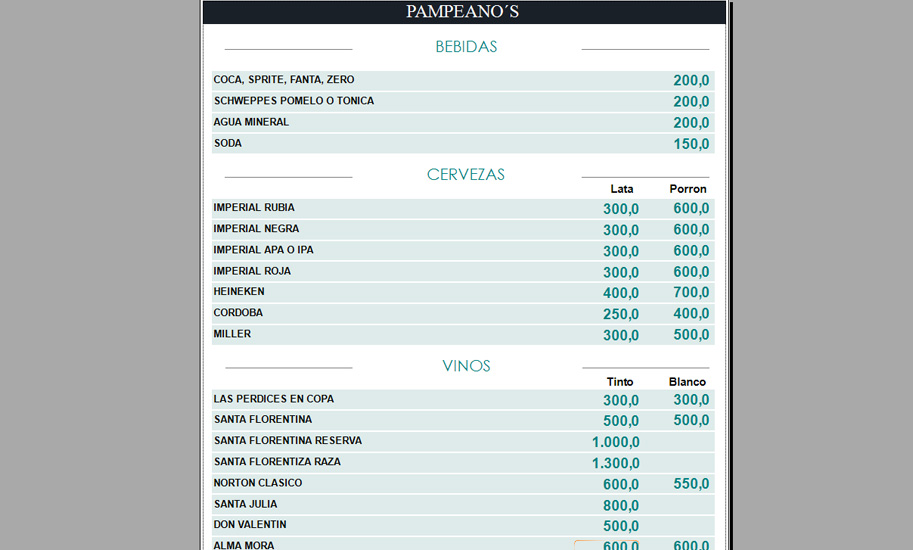 PAMPEANO´S
BEBIDAS
COCA, SPRITE, FANTA, ZERO 200,0
SCHWEPPES POMELO O TONICA 200,0
AGUA MINERAL 200,0
SODA 150,0
CERVEZAS
Lata Porron
IMPERIAL RUBIA 300,0 600,0
IMPERIAL NEGRA 300,0 600,0
IMPERIAL APA O IPA 300,0 600,0
IMPERIAL ROJA 300,0 600,0
HEINEKEN 400,0 700,0
CORDOBA 250,0 400,0
MILLER 300,0 500,0
VINOS
Tinto Blanco
LAS PERDICES EN COPA 300,0 300,0
SANTA FLORENTINA 500,0 500,0
SANTA FLORENTINA RESERVA 1.000,0
SANTA FLORENTIZA RAZA 1.300,0
NORTON CLASICO 600,0 550,0
SANTA JULIA 800,0
DON VALENTIN 500,0
ALMA MORA 600,0 600,0